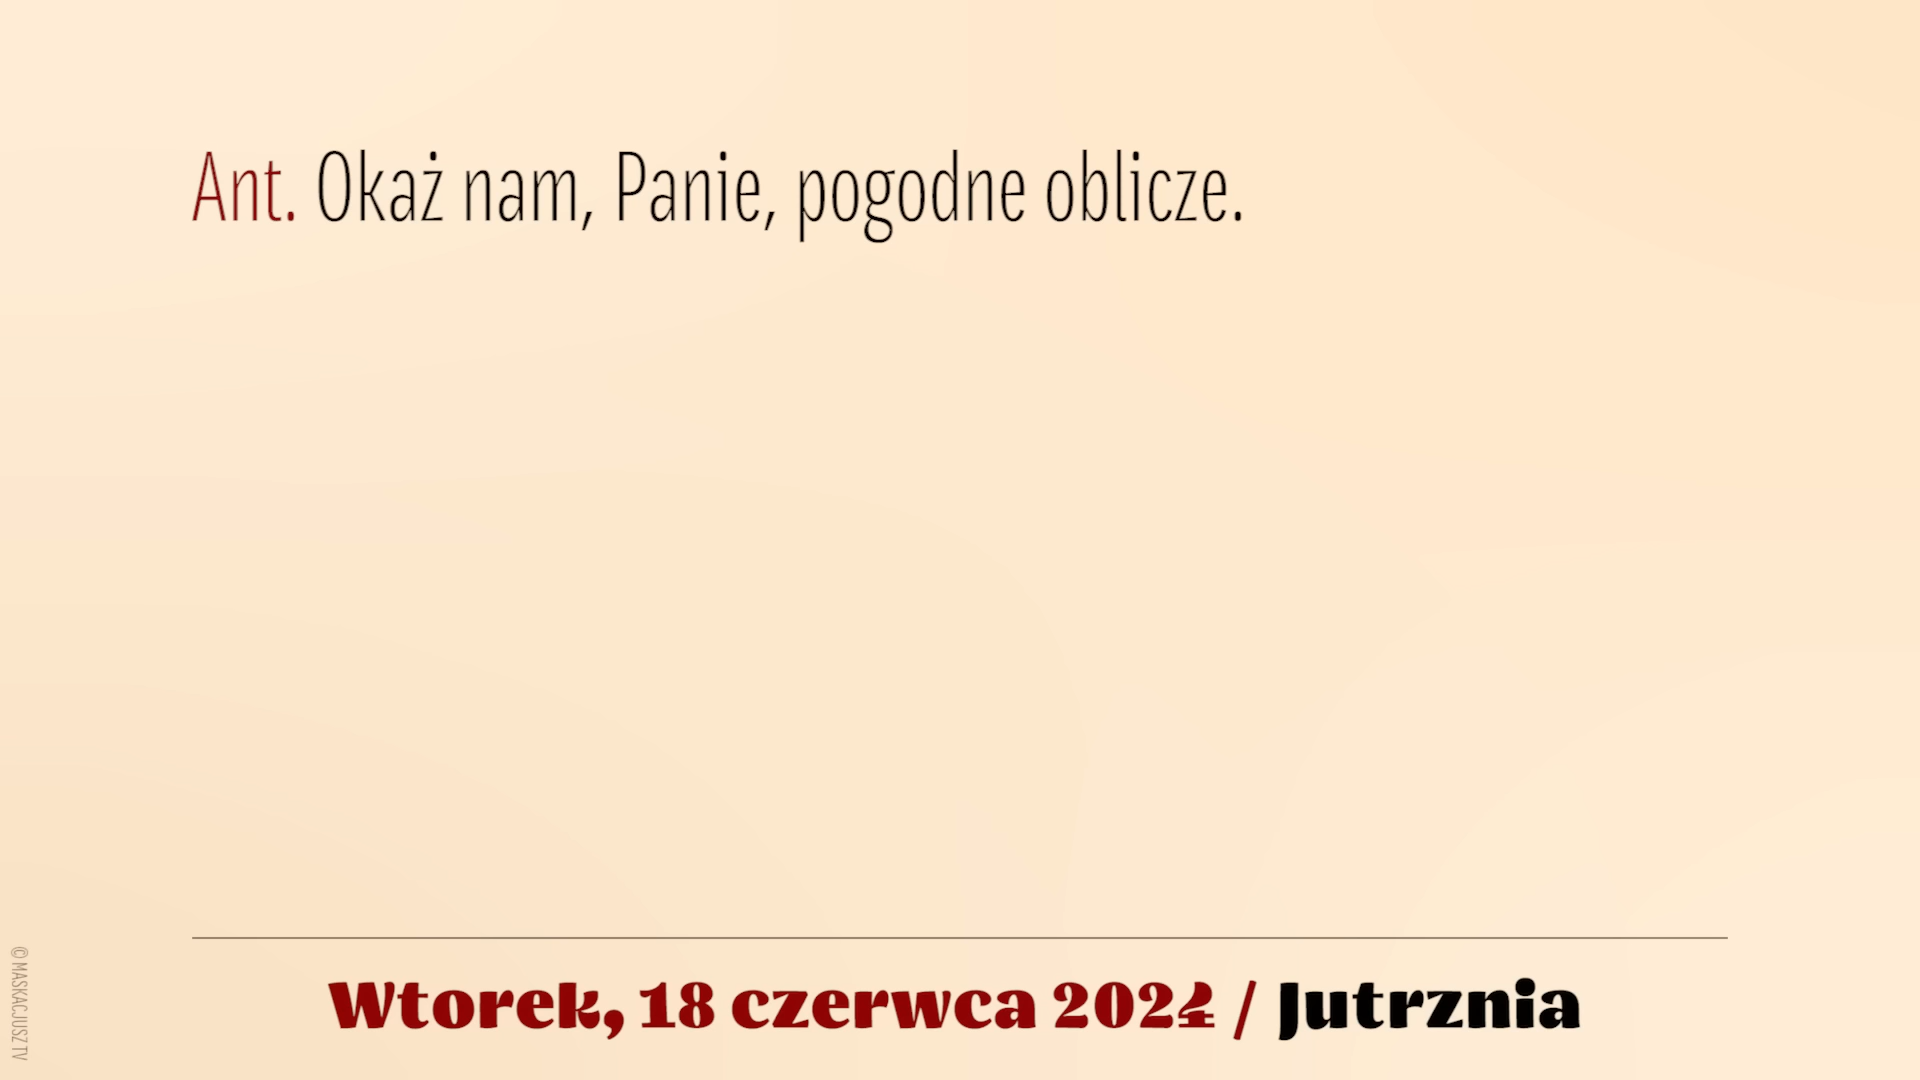 Ant. Okaż nam, Panie, pogodne oblicze.
Wtorek, 18 czerwca 2024 / Jutrznia
© MASKACJUSZ TV